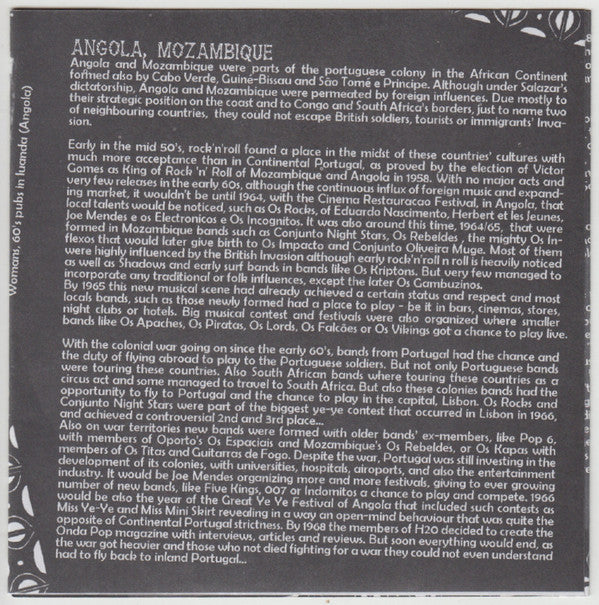 ANGOLA, MOZAMBIQUE
Angola and Mozambique were parts of the portuguese colony in the African Continent
formed also by Cabo Verde, Guiné-Bissau and São Tomé e Príncipe. Although under Salazar's
dictatorship, Angola and Mozambique were permeated by foreign influences. Due mostly to
their strategic position on the coast and to Congo and South Africa's borders, just to name two
of neighbouring countries, they could not escape British soldiers, tourists or immigrants' Inva-
sion.
Early in the mid 50's, rock'n'roll found a place in the midst of these countries' cultures with
much more acceptance than in Continental Portugal, as proved by the election of Victor
Gomes as King of Rock 'n' Roll of Mozambique and Angola in 1958. With no major acts and
very few releases in the early 60s, although the continuous influx of foreign music and expand-
ing market, it wouldn't be until 1964, with the Cinema Restauracao Festival, in Angola, that
local talents would be noticed, such as Os Rocks, of Eduardo Nascimento, Herbert et les Jeunes,
Joe Mendes e os Electronicos e Os Incognitos. It was also around this time, 1964/65, that were
formed in Mozambique bands such as Conjunto Night Stars, Os Rebeldes, the mighty Os In-
flexos that would later give birth to Os Impacto and Conjunto Oliveira Muge. Most of them
were highly influenced by the British Invasion although early rock'n'roll n roll is heavily noticed
as well as Shadows and early surf bands in bands like Os Kriptons. But very few managed to
incorporate any traditional or folk influences, except the later Os Gambuzinos.
By 1965 this new musical scene had already achieved a certain status and respect and most
locals bands, such as those newly formed had a place to play - be it in bars, cinemas, stores,
night clubs or hotels. Big musical contest and festivels were also organized where smaller
bands like Os Apaches, Os Piratas, Os Lords, Os Falcões or Os Vikings got a chance to play live.
With the colonial war going on since the early 60's, bands from Portugal had the chance and
the duty of flying abroad to play to the Portuguese soldiers. But not only Portuguese bands
were touring these countries. Also South African bands where touring these countries as a
circus act and some managed to travel to South Africa. But also these colonies bands had the
opportunity to fly to Portugal and the chance to play in the capital, Lisbon. Os Rocks and
Conjunto Night Stars were part of the biggest ye-ye contest that occurred in Lisbon in 1966,
and achieved a controversial 2nd and 3rd place...
Also on war territories new bands were formed with older bands' ex-members, like Pop 6,
with members of Oporto's Os Espaciais and Mozambique's Os Rebeldes, or Os Kapas with
members of Os Titas and Guitarras de Fogo. Despite the war, Portugal was still investing in the
development of its colonies, with universities, hospitals, airoports, and also the entertainment
industry. It would be Joe Mendes organizing more and more festivals, giving to ever growing
number of new bands, like Five Kings, 007 or Indomitos a chance to play and compete. 1966
would be also the year of the Great Ye Ye Festival of Angola that included such contests as
Miss Ye-Ye and Miss Mini Skirt revealing in a way an open-mind behaviour that was quite the
opposite of Continental Portugal strictness. By 1968 the members of H2O decided to create the
Onda Pop magazine with interviews, articles and reviews. But soon everything would end, as
the war got heavier and those who not died fighting for a war they could not even understand
had to fly back to inland Portugal...
Womans, 60's pubs in luanda (Angola)